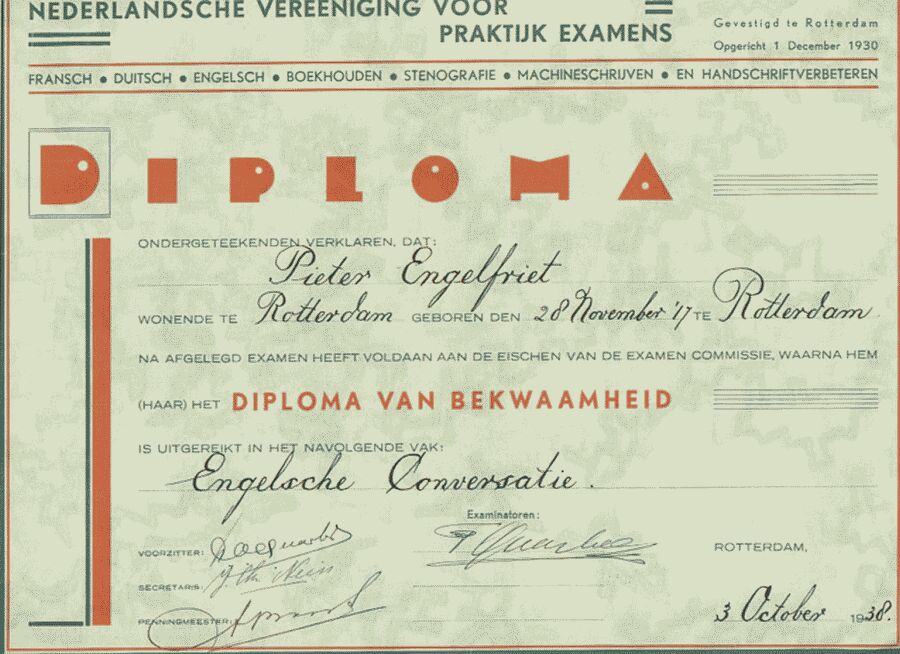 NEDERLANDSCHE VEREENIGING VOOR
PRAKTIJK EXAMENS
Gevestigd te Rotterdam
Opgericht 1 December 1930
FRANSCH ● DUITSCH ● ENGELSCH ● BOEKHOUDEN ● STENOGRAFIE ● MACHINESCHRIJVEN ● EN HANDSCHRIFTVERBETEREN
DIPLOMA
ONDERGETEEKENDEN VERKLAREN, DAT:
Pieter Engelfriet
WONENDE TE Rotterdam GEBOREN DEN 28 November '17 TE Rotterdam
NA AFGELEGD EXAMEN HEEFT VOLDAAN AAN DE EISCHEN VAN DE EXAMEN COMMISSIE, WAARNA HEM
(HAAR) HET DIPLOMA VAN BEKWAAMHEID
IS UITGEREIKT IN HET NAVOLGENDE VAK:
Engelsche Conversatie.
Examinatoren:
VOORZITTER:
ROTTERDAM,
SECRETARIS:
PENNINGMEESTER:
3 October 1938.